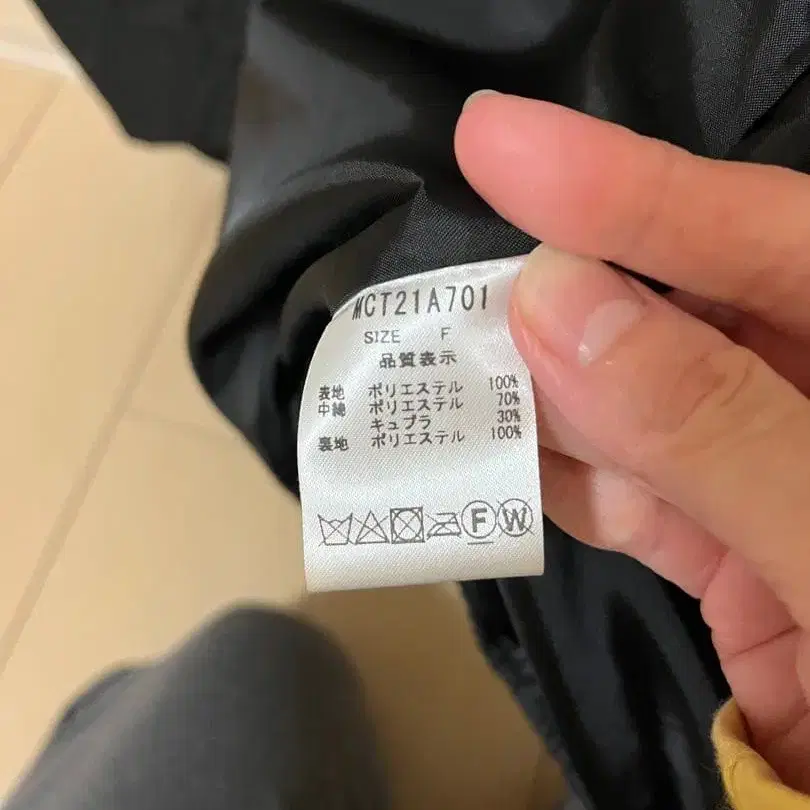 MCT21A701
SIZE F
品質表示
表地 ポリエステル 100%
中綿 ポリエステル 70%
キュプラ 30%
裏地 ポリエステル 100%
F W